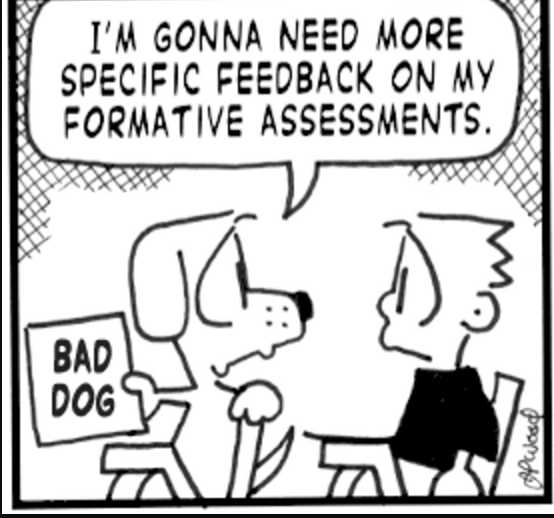 I'M GONNA NEED MORE
SPECIFIC FEEDBACK ON MY
FORMATIVE ASSESSMENTS.
BAD
DOG